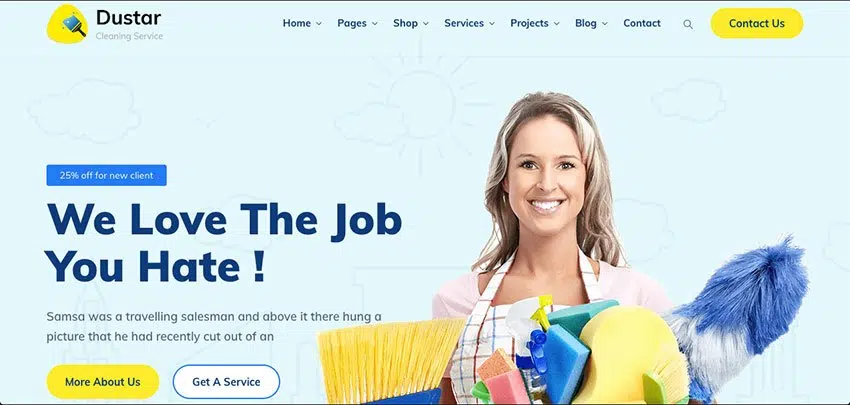 Dustar
Cleaning Service
Home Pages Shop Services Projects Blog Contact Contact Us
25% off for new client
We Love The Job
You Hate !
Samsa was a travelling salesman and above it there hung a
picture that he had recently cut out of an
More About Us Get A Service